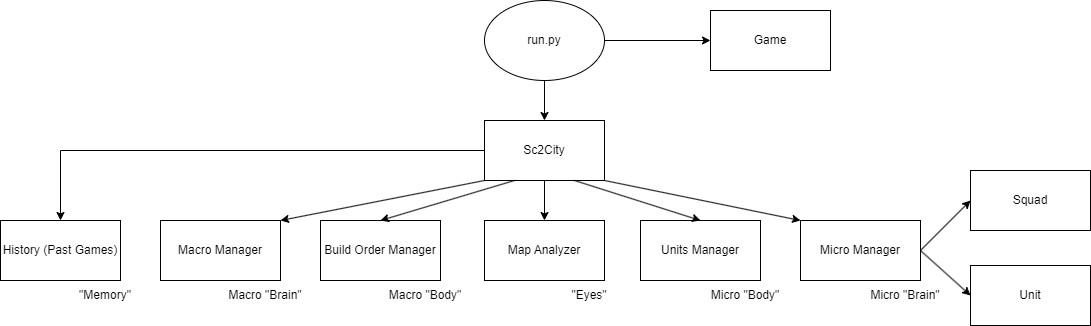 run.py
Game
Sc2City
Squad
History (Past Games)
Macro Manager
Build Order Manager
Map Analyzer
Units Manager
Micro Manager
"Memory"
Macro "Brain"
Macro "Body"
"Eyes"
Micro "Body"
Micro "Brain"
Unit